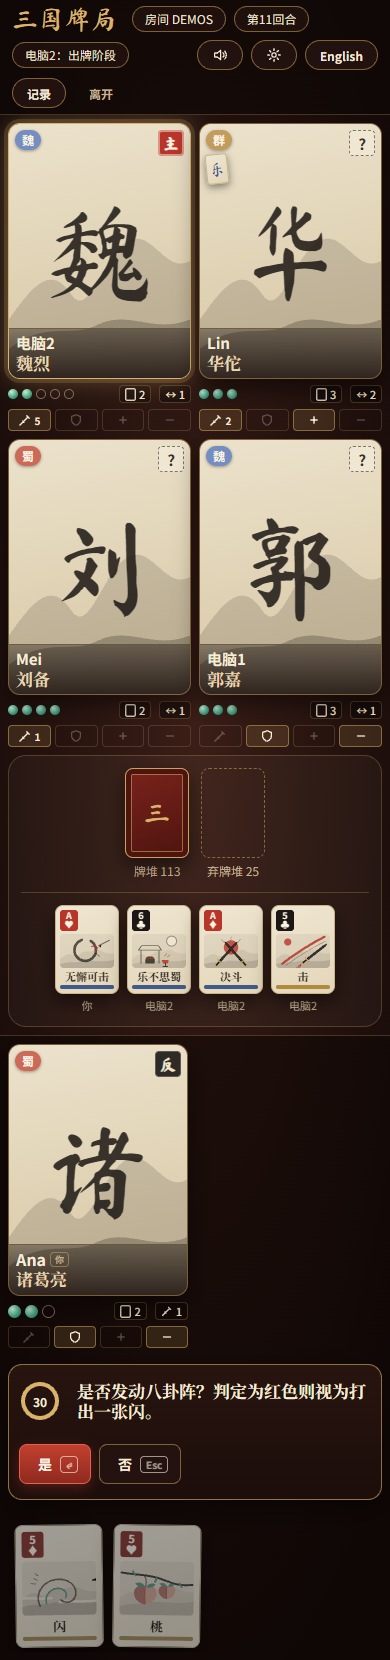 三国牌局
房间 DEMOS
第11回合
电脑2：出牌阶段
English
记录
离开
魏
主
魏
电脑2
魏烈
2
↔1
5
+
−
群
?
乐
华
Lin
华佗
3
↔2
2
+
−
蜀
?
刘
Mei
刘备
2
↔1
1
+
−
魏
?
郭
电脑1
郭嘉
3
↔1
+
−
三
牌堆 113
弃牌堆 25
A♥
无懈可击
你
6♣
乐不思蜀
电脑2
A♦
决斗
电脑2
5♣
击
电脑2
蜀
反
诸
Ana 你
诸葛亮
2
1
+
−
30
是否发动八卦阵？判定为红色则视为打
出一张闪。
是
否 Esc
5♦
闪
5♥
桃